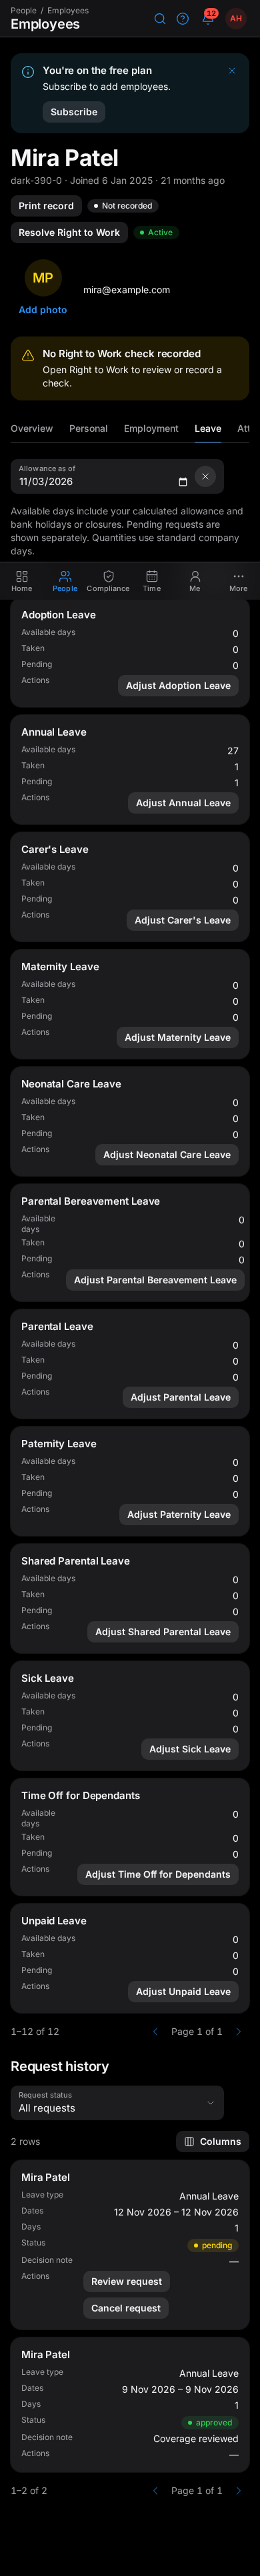 People / Employees
Employees
12
AH
You're on the free plan
Subscribe to add employees.
Subscribe
Mira Patel
dark-390-0 · Joined 6 Jan 2025 · 21 months ago
Print record
Not recorded
Resolve Right to Work
Active
MP
mira@example.com
Add photo
No Right to Work check recorded
Open Right to Work to review or record a
check.
Overview Personal Employment Leave Att
Allowance as of
11/03/2026
Available days include your calculated allowance and
bank holidays or closures. Pending requests are
shown separately. Quantities use standard company
days.
Home People Compliance Time Me More
Adoption Leave
Available days 0
Taken 0
Pending 0
Actions Adjust Adoption Leave
Annual Leave
Available days 27
Taken 1
Pending 1
Actions Adjust Annual Leave
Carer's Leave
Available days 0
Taken 0
Pending 0
Actions Adjust Carer's Leave
Maternity Leave
Available days 0
Taken 0
Pending 0
Actions Adjust Maternity Leave
Neonatal Care Leave
Available days 0
Taken 0
Pending 0
Actions Adjust Neonatal Care Leave
Parental Bereavement Leave
Available
days 0
Taken 0
Pending 0
Actions Adjust Parental Bereavement Leave
Parental Leave
Available days 0
Taken 0
Pending 0
Actions Adjust Parental Leave
Paternity Leave
Available days 0
Taken 0
Pending 0
Actions Adjust Paternity Leave
Shared Parental Leave
Available days 0
Taken 0
Pending 0
Actions Adjust Shared Parental Leave
Sick Leave
Available days 0
Taken 0
Pending 0
Actions Adjust Sick Leave
Time Off for Dependants
Available
days 0
Taken 0
Pending 0
Actions Adjust Time Off for Dependants
Unpaid Leave
Available days 0
Taken 0
Pending 0
Actions Adjust Unpaid Leave
1–12 of 12 Page 1 of 1
Request history
Request status
All requests
2 rows Columns
Mira Patel
Leave type Annual Leave
Dates 12 Nov 2026 – 12 Nov 2026
Days 1
Status pending
Decision note —
Actions Review request
Cancel request
Mira Patel
Leave type Annual Leave
Dates 9 Nov 2026 – 9 Nov 2026
Days 1
Status approved
Decision note Coverage reviewed
Actions —
1–2 of 2 Page 1 of 1